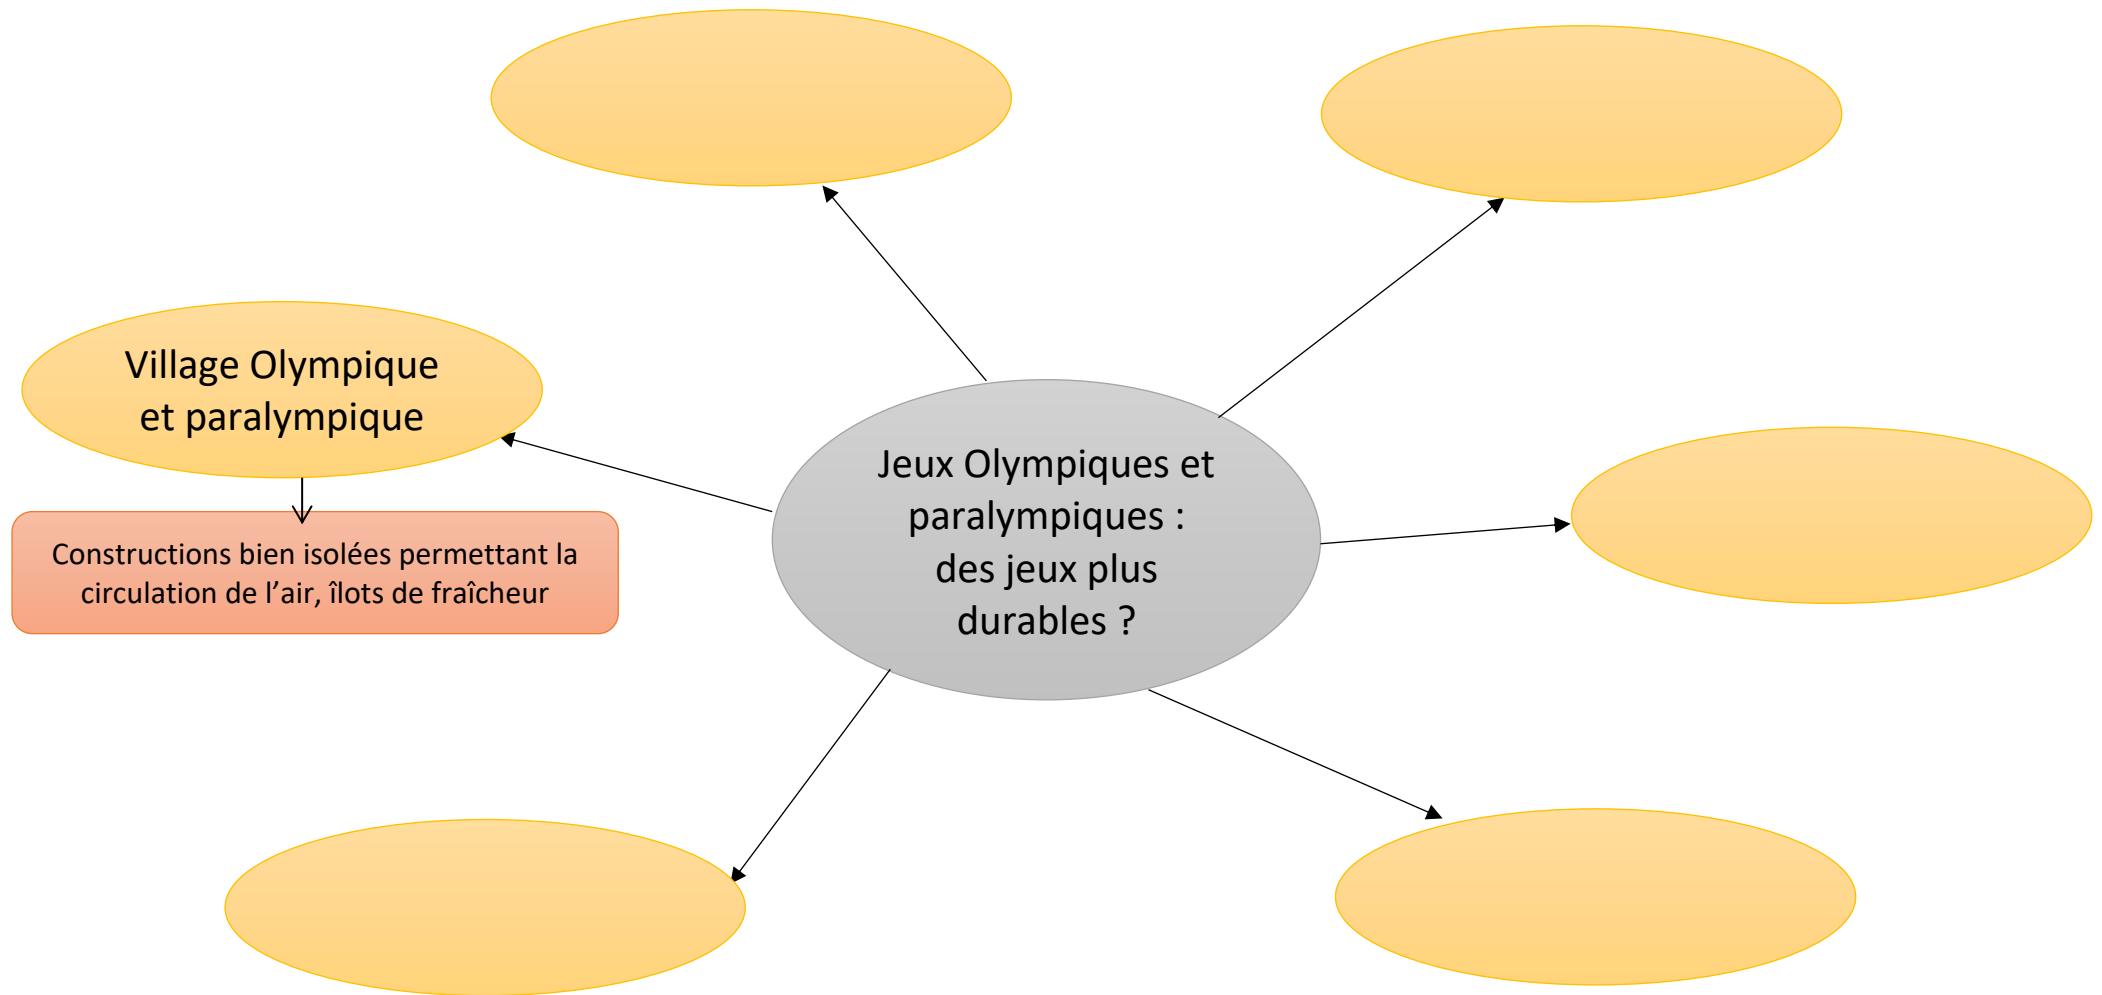 Village Olympique
et paralympique
Constructions bien isolées permettant la
circulation de l’air, îlots de fraîcheur
Jeux Olympiques et
paralympiques :
des jeux plus
durables ?